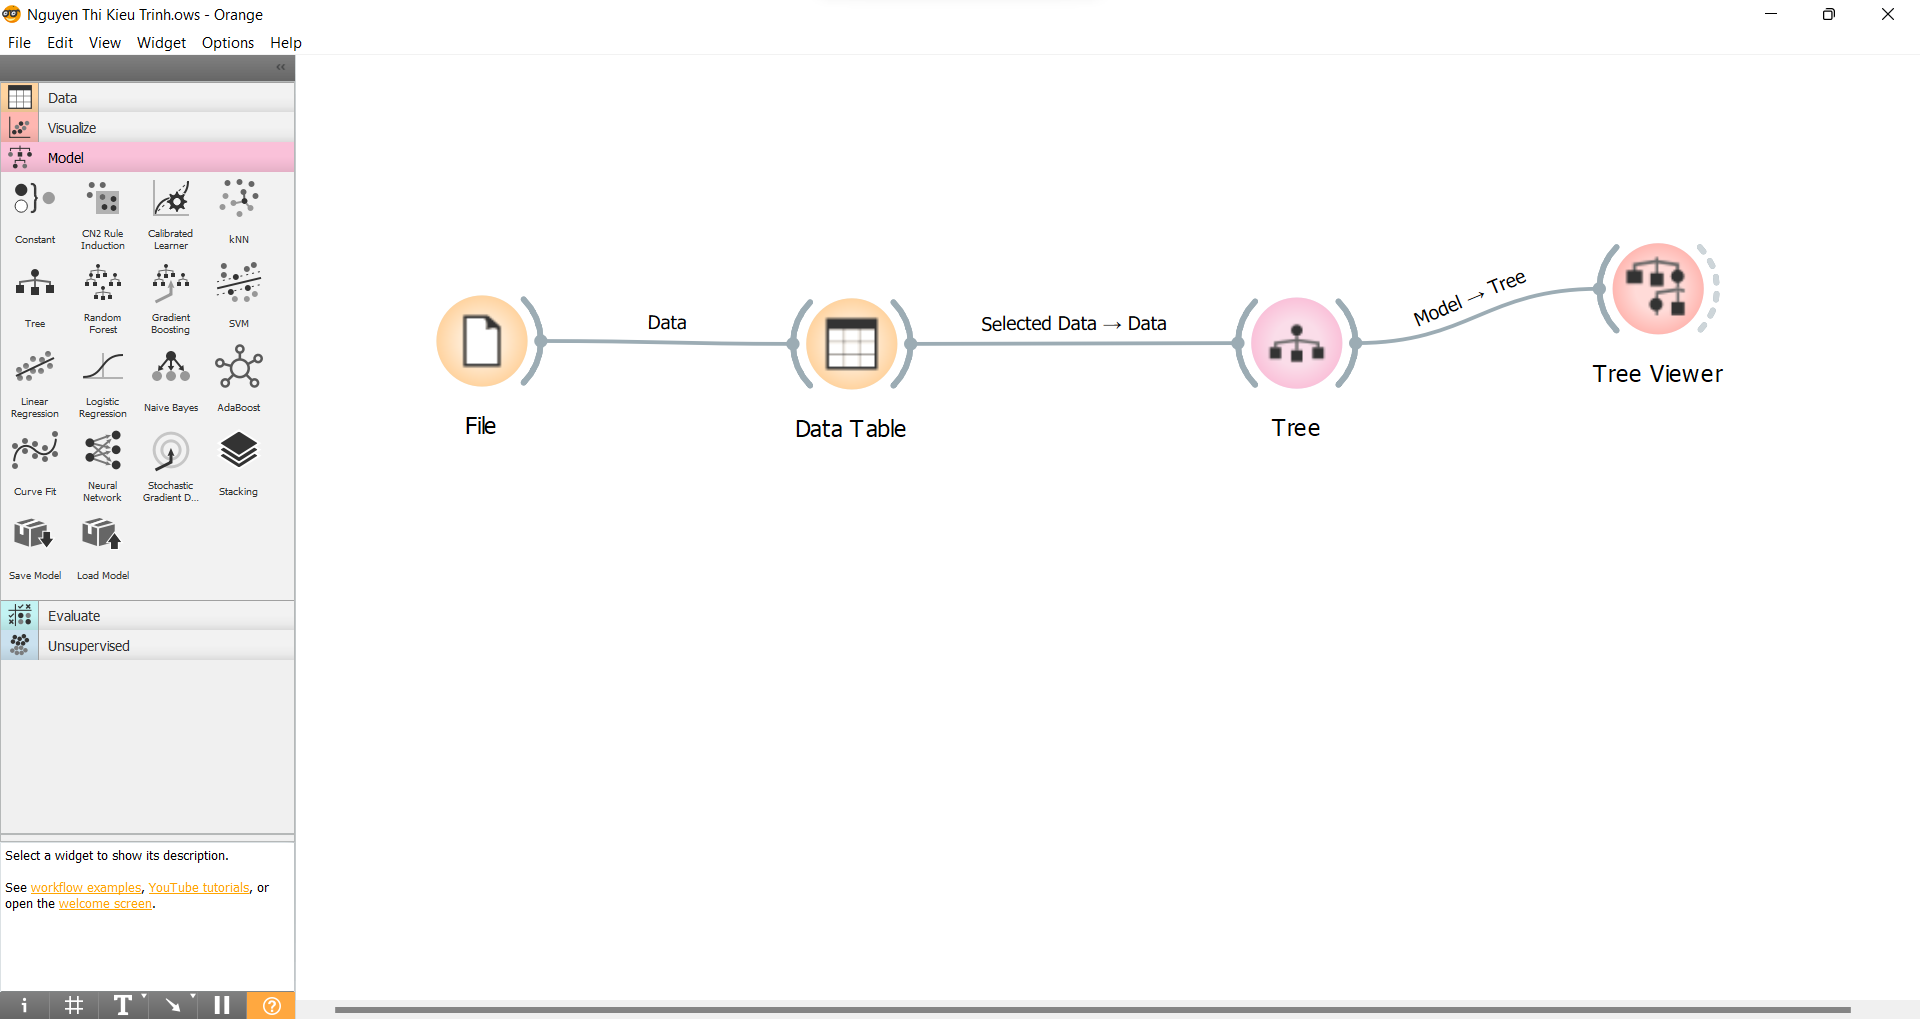 Nguyen Thi Kieu Trinh.ows - Orange
File Edit View Widget Options Help
Data
Visualize
Model
Constant
CN2 Rule
Induction
Calibrated
Learner
kNN
Tree
Random
Forest
Gradient
Boosting
SVM
Linear
Regression
Logistic
Regression
Naive Bayes
AdaBoost
Curve Fit
Neural
Network
Stochastic
Gradient D...
Stacking
Save Model
Load Model
Evaluate
Unsupervised
Select a widget to show its description.
See workflow examples, YouTube tutorials, or
open the welcome screen.
File
Data
Data Table
Selected Data → Data
Tree
Model → Tree
Tree Viewer